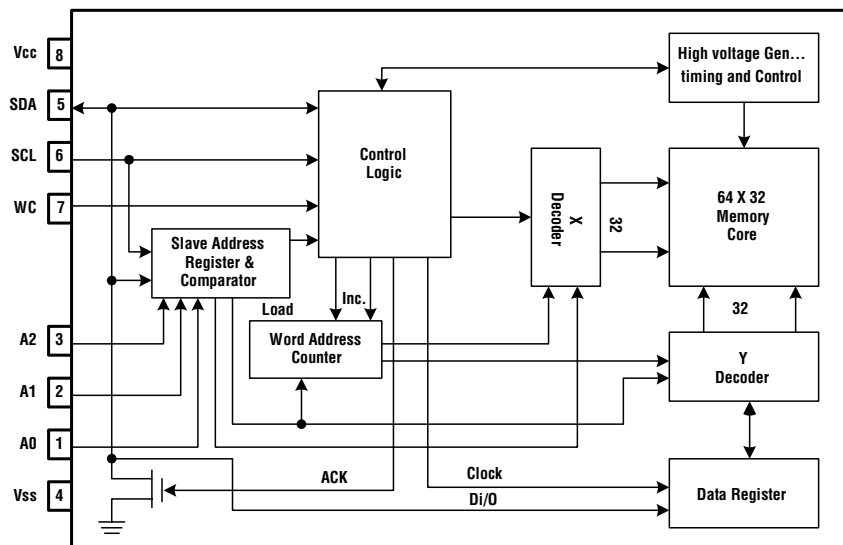 Vcc 8
SDA 5
SCL 6
WC 7
A2 3
A1 2
A0 1
Vss 4
High voltage Gen...
timing and Control
Control
Logic
X
Decoder
32
64 X 32
Memory
Core
Slave Address
Register &
Comparator
Load
Inc.
Word Address
Counter
32
Y
Decoder
ACK
Clock
Di/O
Data Register